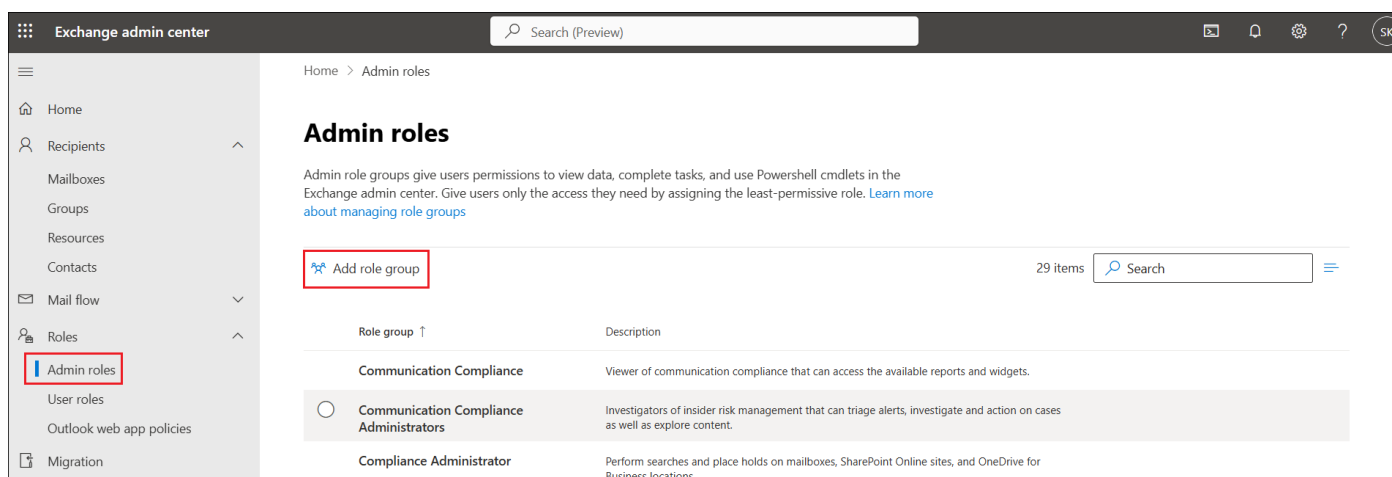 Exchange admin center
Search (Preview)
SK
Home > Admin roles
Home
Recipients
Mailboxes
Groups
Resources
Contacts
Mail flow
Roles
Admin roles
User roles
Outlook web app policies
Migration
Admin roles
Admin role groups give users permissions to view data, complete tasks, and use Powershell cmdlets in the
Exchange admin center. Give users only the access they need by assigning the least-permissive role. Learn more
about managing role groups
Add role group
29 items
Search
Role group ↑ Description
Communication Compliance
Viewer of communication compliance that can access the available reports and widgets.
Communication Compliance
Administrators
Investigators of insider risk management that can triage alerts, investigate and action on cases
as well as explore content.
Compliance Administrator
Perform searches and place holds on mailboxes, SharePoint Online sites, and OneDrive for
Business locations.